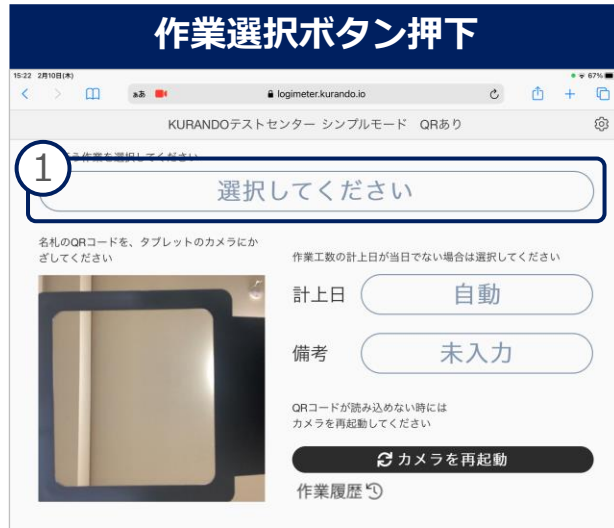 作業選択ボタン押下
15:22 2月10日(木)
67%
ぁあ
logimeter.kurando.io
KURANDOテストセンター シンプルモード QRあり
1
う作業を選択してください
選択してください
名札のQRコードを、タブレットのカメラにか
ざしてください
作業工数の計上日が当日でない場合は選択してください
計上日
自動
備考
未入力
QRコードが読み込めない時には
カメラを再起動してください
カメラを再起動
作業履歴